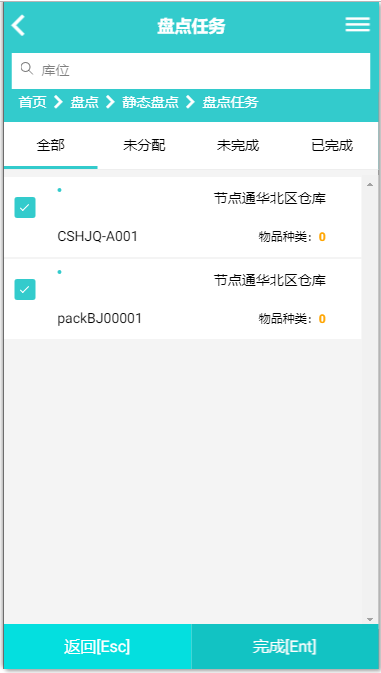 盘点任务
库位
首页 盘点 静态盘点 盘点任务
全部 未分配 未完成 已完成
节点通华北区仓库
CSHJQ-A001 物品种类：0
节点通华北区仓库
packBJ00001 物品种类：0
返回[Esc] 完成[Ent]